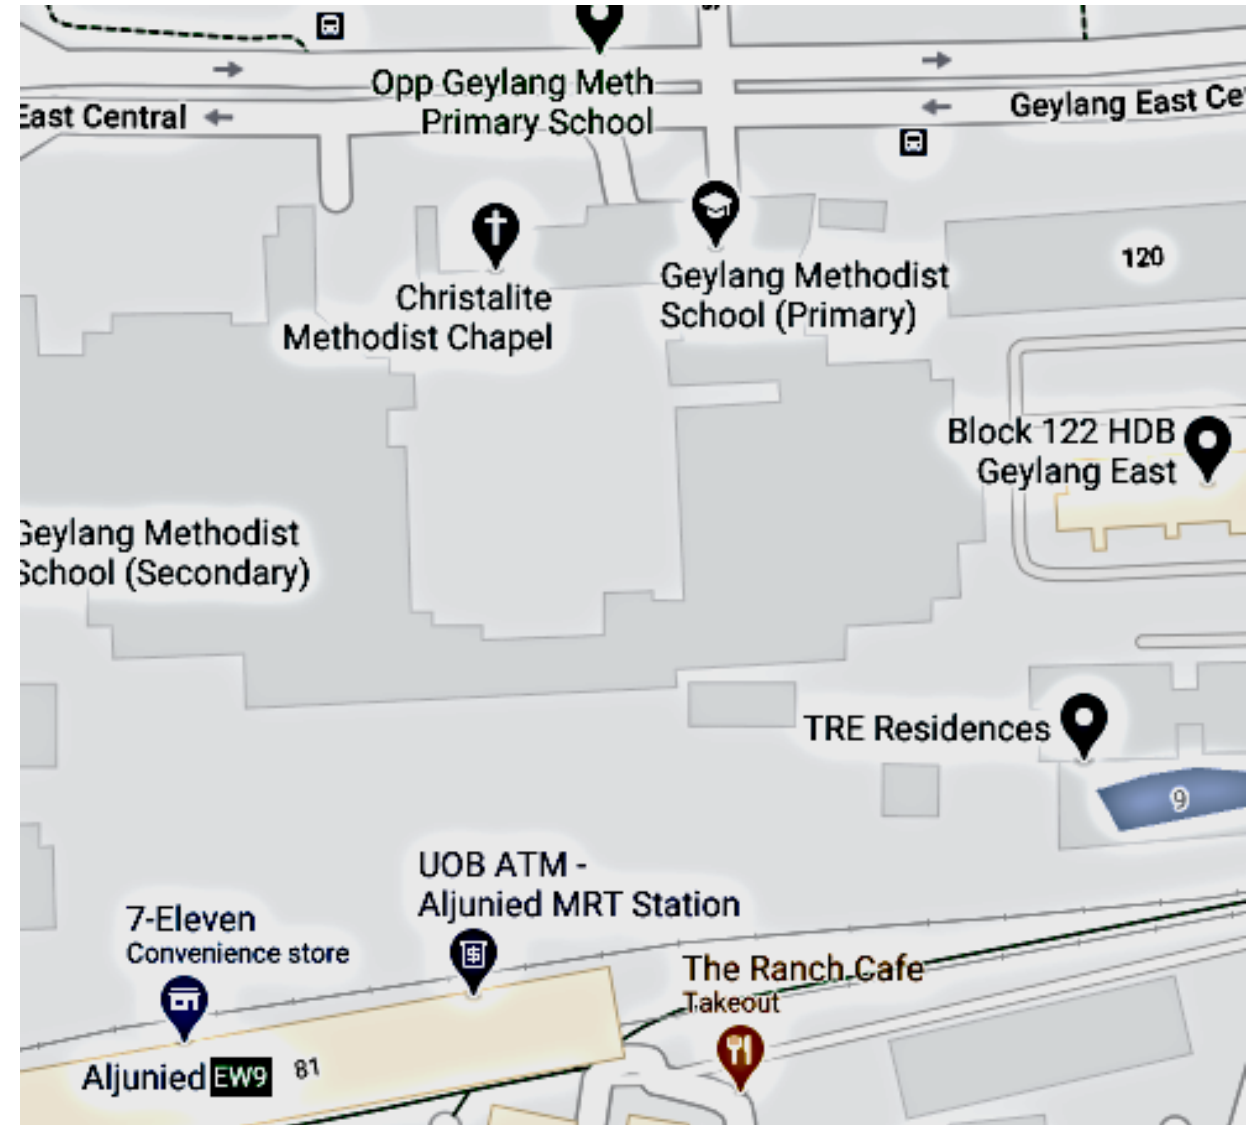 Opp Geylang Meth
Primary School
East Central
Geylang East Ce
Christalite
Methodist Chapel
Geylang Methodist
School (Primary)
120
Block 122 HDB
Geylang East
Geylang Methodist
School (Secondary)
TRE Residences
9
UOB ATM -
Aljunied MRT Station
7-Eleven
Convenience store
The Ranch Cafe
Takeout
Aljunied EW9
81